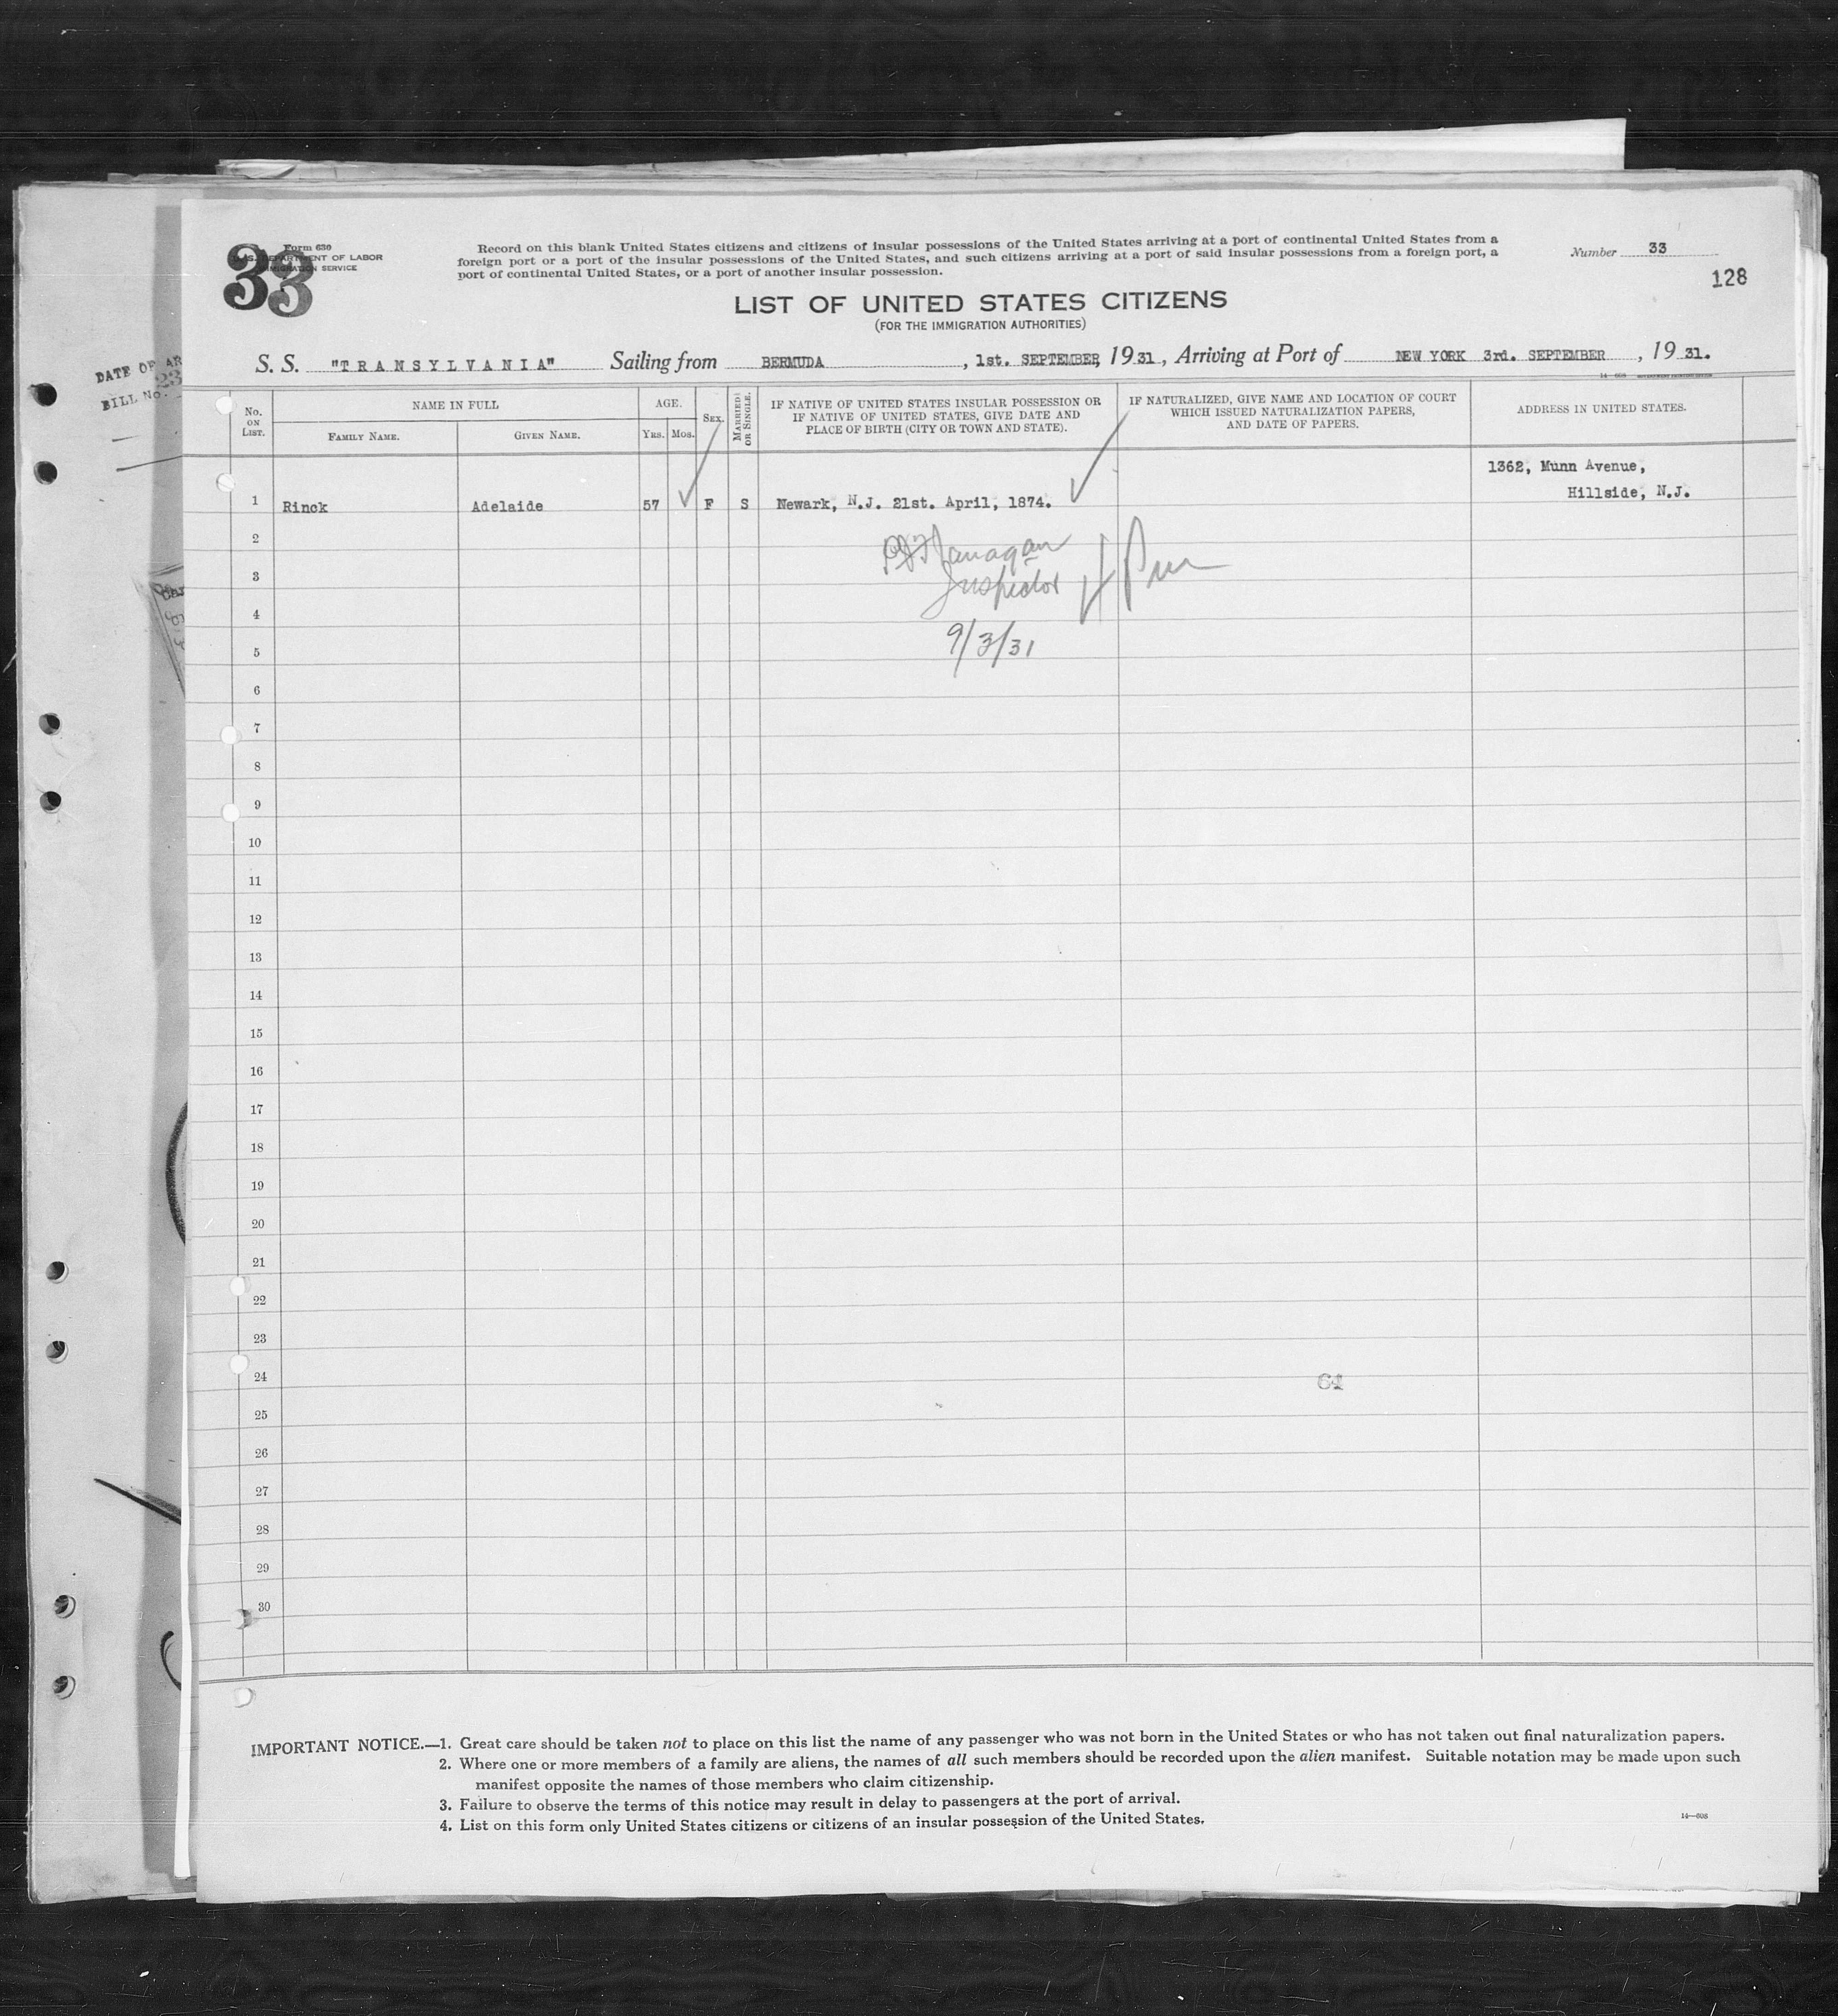 33
Form 630
U.S. DEPARTMENT OF LABOR
IMMIGRATION SERVICE
Record on this blank United States citizens and citizens of insular possessions of the United States arriving at a port of continental United States from a
foreign port or a port of the insular possessions of the United States, and such citizens arriving at a port of said insular possessions from a foreign port, a
port of continental United States, or a port of another insular possession.
Number 33
128
LIST OF UNITED STATES CITIZENS
(FOR THE IMMIGRATION AUTHORITIES)
S. S. "TRANSYLVANIA" Sailing from BERMUDA, 1st. SEPTEMBER, 1931, Arriving at Port of NEW YORK 3rd. SEPTEMBER, 1931.
DATE OF AR
BILL No. 23
No. ON LIST.
NAME IN FULL
FAMILY NAME.
GIVEN NAME.
AGE.
YRS.
MOS.
SEX.
MARRIED OR SINGLE.
IF NATIVE OF UNITED STATES INSULAR POSSESSION OR
IF NATIVE OF UNITED STATES, GIVE DATE AND
PLACE OF BIRTH (CITY OR TOWN AND STATE).
IF NATURALIZED, GIVE NAME AND LOCATION OF COURT
WHICH ISSUED NATURALIZATION PAPERS,
AND DATE OF PAPERS.
ADDRESS IN UNITED STATES.
1362, Munn Avenue,
Hillside, N.J.
1 Rinck Adelaide 57 F S Newark, N.J. 21st. April, 1874.
Flanagan
Inspector
9/3/31
2
3
4
5
6
7
8
9
10
11
12
13
14
15
16
17
18
19
20
21
22
23
24
61
25
26
27
28
29
30
IMPORTANT NOTICE.—1. Great care should be taken not to place on this list the name of any passenger who was not born in the United States or who has not taken out final naturalization papers.
2. Where one or more members of a family are aliens, the names of all such members should be recorded upon the alien manifest. Suitable notation may be made upon such
manifest opposite the names of those members who claim citizenship.
3. Failure to observe the terms of this notice may result in delay to passengers at the port of arrival.
4. List on this form only United States citizens or citizens of an insular possession of the United States.
14—608